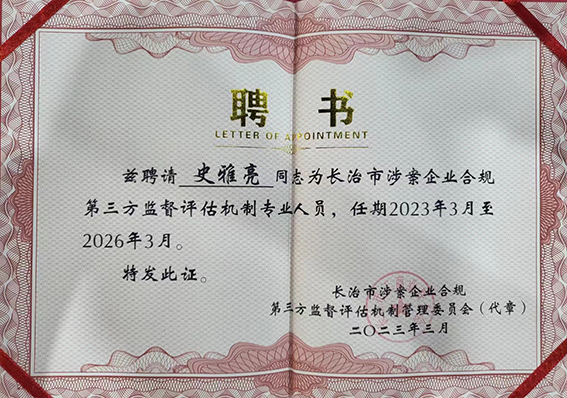 聘 书
LETTER OF APPOINTMENT
兹聘请 史雅亮 同志为长治市涉案企业合规
第三方监督评估机制专业人员，任期2023年3月至
2026年3月。
特发此证。
长治市涉案企业合规
第三方监督评估机制管理委员会（代章）
二〇二三年三月